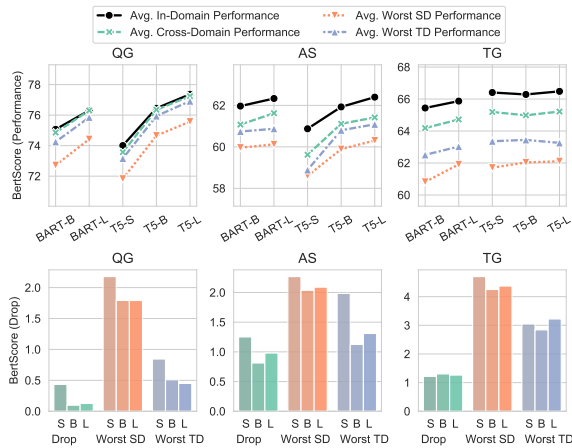 Avg. In-Domain Performance
Avg. Worst SD Performance
Avg. Cross-Domain Performance
Avg. Worst TD Performance
QG
AS
TG
BertScore (Performance)
78
76
74
72
62
60
58
68
66
64
62
60
BART-B
BART-L
T5-S
T5-B
T5-L
BART-B
BART-L
T5-S
T5-B
T5-L
BART-B
BART-L
T5-S
T5-B
T5-L
QG
AS
TG
BertScore (Drop)
2.0
1.5
1.0
0.5
0.0
2.0
1.5
1.0
0.5
0.0
4
3
2
1
0
S B L S B L S B L
Drop Worst SD Worst TD
S B L S B L S B L
Drop Worst SD Worst TD
S B L S B L S B L
Drop Worst SD Worst TD